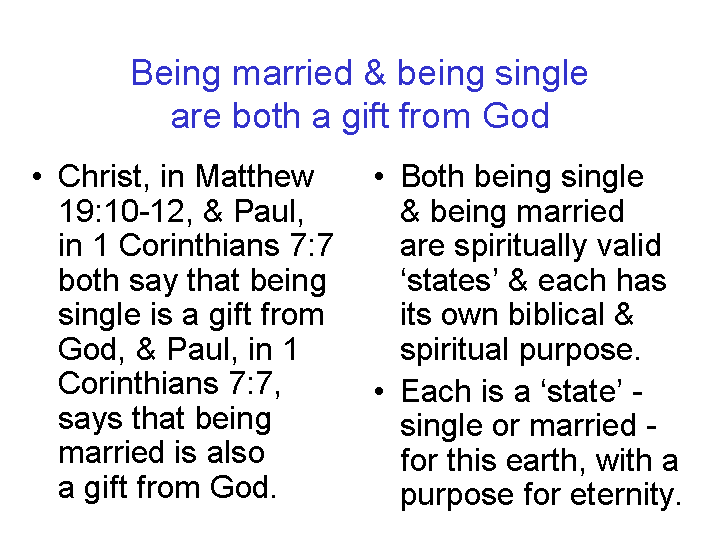 Being married & being single
are both a gift from God
• Christ, in Matthew
19:10-12, & Paul,
in 1 Corinthians 7:7
both say that being
single is a gift from
God, & Paul, in 1
Corinthians 7:7,
says that being
married is also
a gift from God.
• Both being single
& being married
are spiritually valid
‘states’ & each has
its own biblical &
spiritual purpose.
• Each is a ‘state’ -
single or married -
for this earth, with a
purpose for eternity.